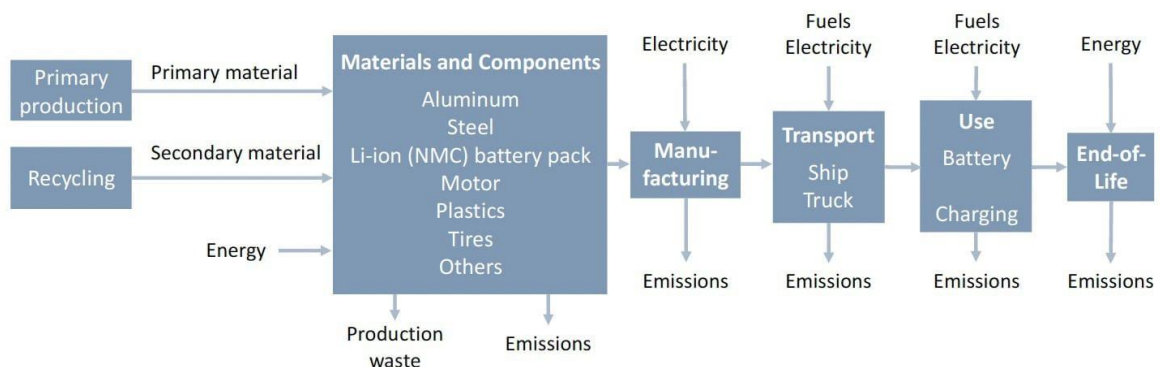 Primary
production
Primary material
Recycling
Secondary material
Energy
Materials and Components
Aluminum
Steel
Li-ion (NMC) battery pack
Motor
Plastics
Tires
Others
Production
waste
Emissions
Electricity
Manu-
facturing
Emissions
Fuels
Electricity
Transport
Ship
Truck
Emissions
Fuels
Electricity
Use
Battery
Charging
Emissions
Energy
End-of-
Life
Emissions